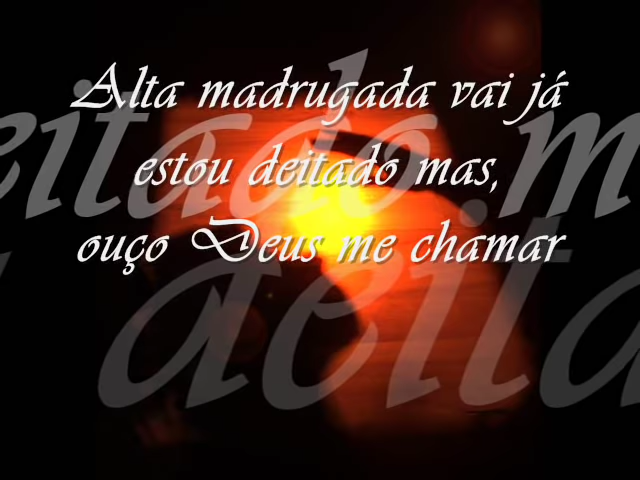 Alta madrugada vai já
estou deitado mas,
ouço Deus me chamar